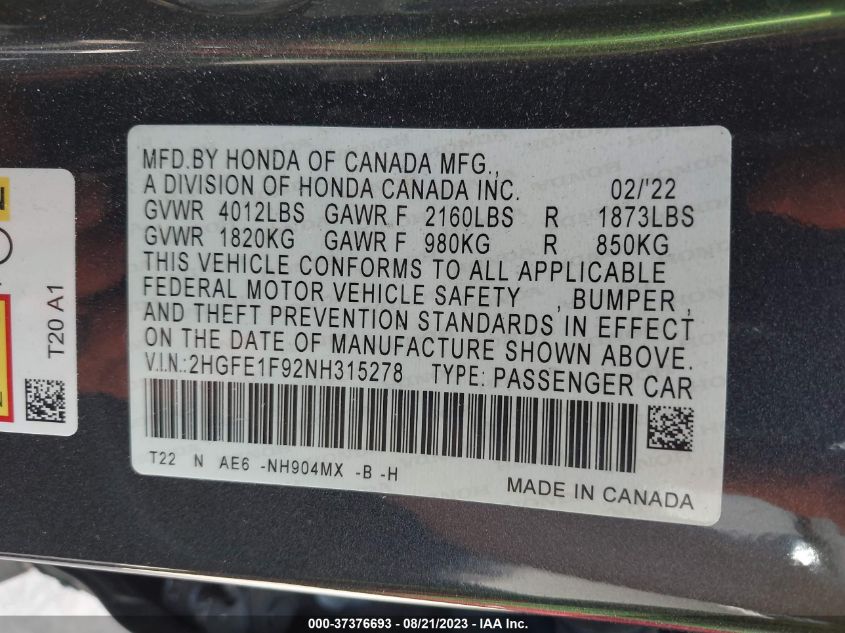 MFD.BY HONDA OF CANADA MFG.,
A DIVISION OF HONDA CANADA INC. 02/'22
GVWR 4012LBS GAWR F 2160LBS R 1873LBS
GVWR 1820KG GAWR F 980KG R 850KG
THIS VEHICLE CONFORMS TO ALL APPLICABLE
FEDERAL MOTOR VEHICLE SAFETY , BUMPER ,
AND THEFT PREVENTION STANDARDS IN EFFECT
ON THE DATE OF MANUFACTURE SHOWN ABOVE.
V.I.N.:2HGFE1F92NH315278 TYPE: PASSENGER CAR
T22 N AE6 -NH904MX -B -H
MADE IN CANADA
T20 A1
000-37376693 - 08/21/2023 - IAAI Inc.